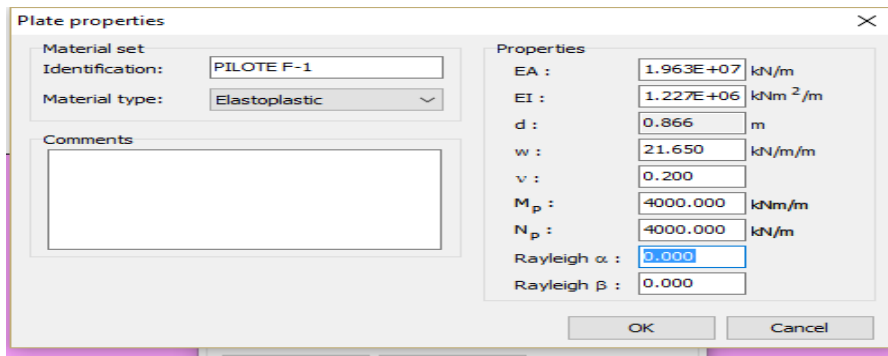 Plate properties
Material set
Identification: PILOTE F-1
Material type: Elastoplastic
Comments
Properties
EA : 1.963E+07 kN/m
EI : 1.227E+06 kNm²/m
d : 0.866 m
w : 21.650 kN/m/m
ν : 0.200
Mp : 4000.000 kNm/m
Np : 4000.000 kN/m
Rayleigh α : 0.000
Rayleigh β : 0.000
OK Cancel